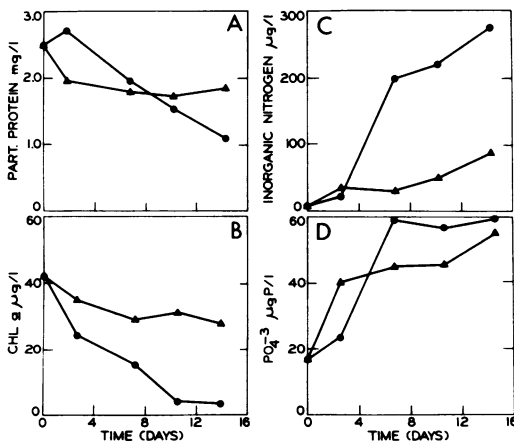 A
PART. PROTEIN mg/l
3.0
2.0
1.0
0
B
CHL a µg/l
60
40
20
0
0 4 8 12 16
TIME (DAYS)
C
INORGANIC NITROGEN µg/l
300
200
100
0
D
PO4-3 µgP/l
60
40
20
0
0 4 8 12 16
TIME (DAYS)